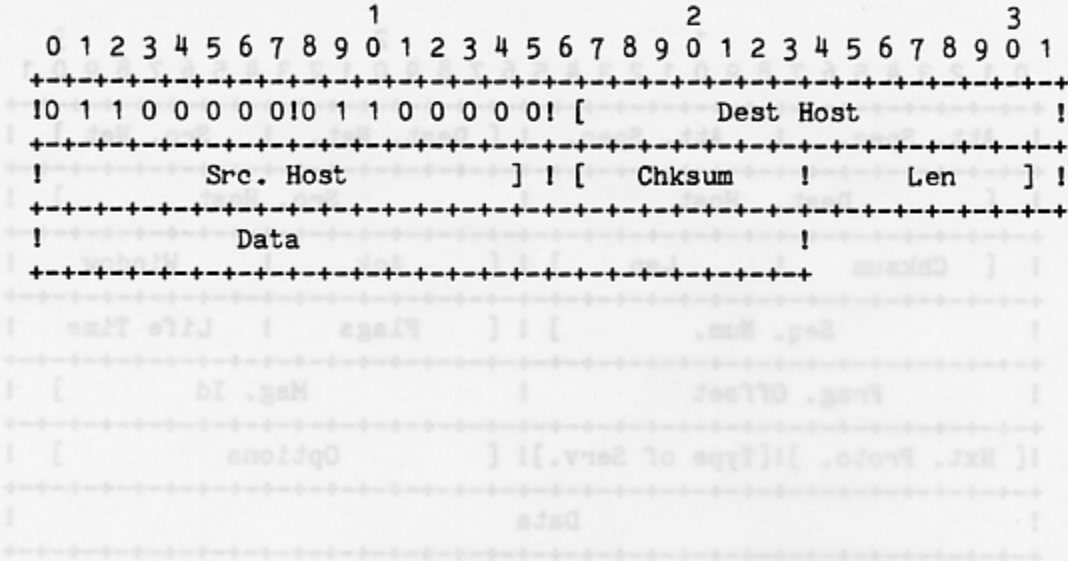 1 2 3
0 1 2 3 4 5 6 7 8 9 0 1 2 3 4 5 6 7 8 9 0 1 2 3 4 5 6 7 8 9 0 1
+-+-+-+-+-+-+-+-+-+-+-+-+-+-+-+-+-+-+-+-+-+-+-+-+-+-+-+-+-+-+-+-+
!0 1 1 0 0 0 0 0!0 1 1 0 0 0 0 0! [ Dest Host !
+-+-+-+-+-+-+-+-+-+-+-+-+-+-+-+-+-+-+-+-+-+-+-+-+-+-+-+-+-+-+-+-+
! Src. Host ] ! [ Chksum ! Len ] !
+-+-+-+-+-+-+-+-+-+-+-+-+-+-+-+-+-+-+-+-+-+-+-+-+-+-+-+-+-+-+-+-+
! Data !
+-+-+-+-+-+-+-+-+-+-+-+-+-+-+-+-+-+-+-+-+-+-+-+-+